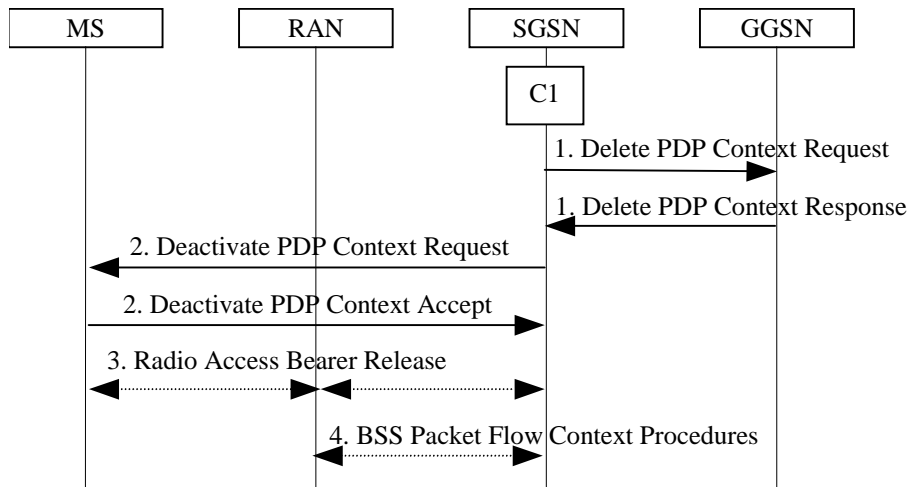 MS
RAN
SGSN
GGSN
C1
1. Delete PDP Context Request
1. Delete PDP Context Response
2. Deactivate PDP Context Request
2. Deactivate PDP Context Accept
3. Radio Access Bearer Release
4. BSS Packet Flow Context Procedures